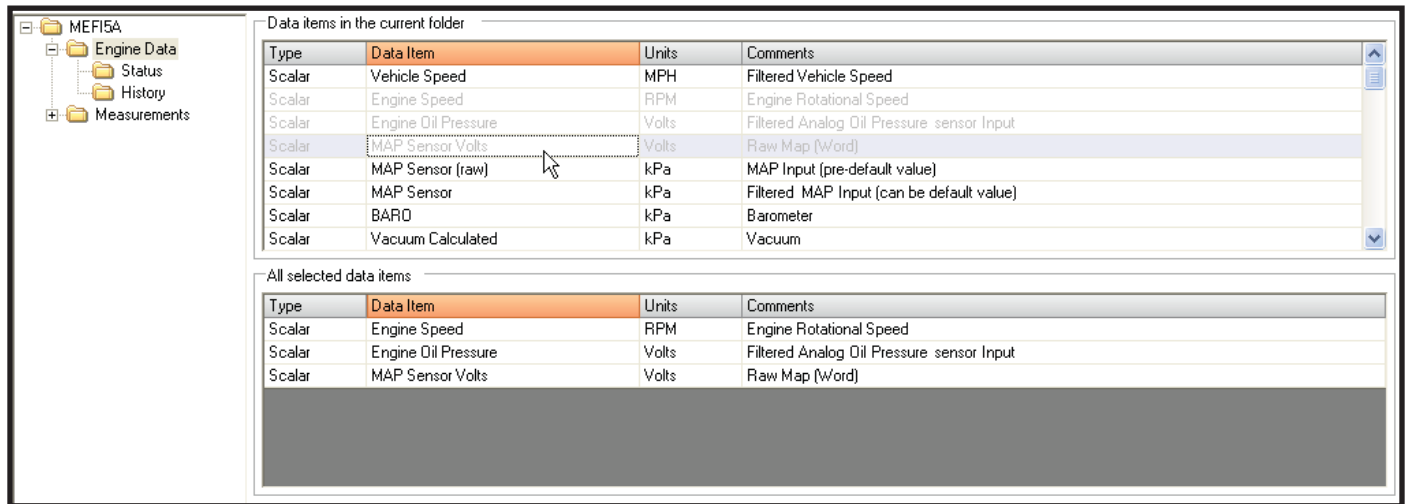 MEFI5A
Engine Data
Status
History
Measurements
Data items in the current folder
Type Data Item Units Comments
Scalar Vehicle Speed MPH Filtered Vehicle Speed
Scalar Engine Speed RPM Engine Rotational Speed
Scalar Engine Oil Pressure Volts Filtered Analog Oil Pressure sensor Input
Scalar MAP Sensor Volts Volts Raw Map (Word)
Scalar MAP Sensor (raw) kPa MAP Input (pre-default value)
Scalar MAP Sensor kPa Filtered MAP Input (can be default value)
Scalar BARO kPa Barometer
Scalar Vacuum Calculated kPa Vacuum
All selected data items
Type Data Item Units Comments
Scalar Engine Speed RPM Engine Rotational Speed
Scalar Engine Oil Pressure Volts Filtered Analog Oil Pressure sensor Input
Scalar MAP Sensor Volts Volts Raw Map (Word)